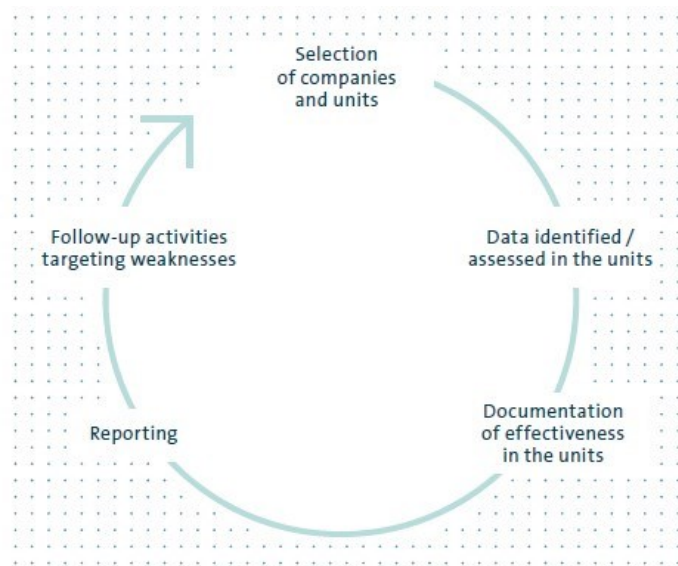 Selection
of companies
and units
Data identified /
assessed in the units
Documentation
of effectiveness
in the units
Reporting
Follow-up activities
targeting weaknesses